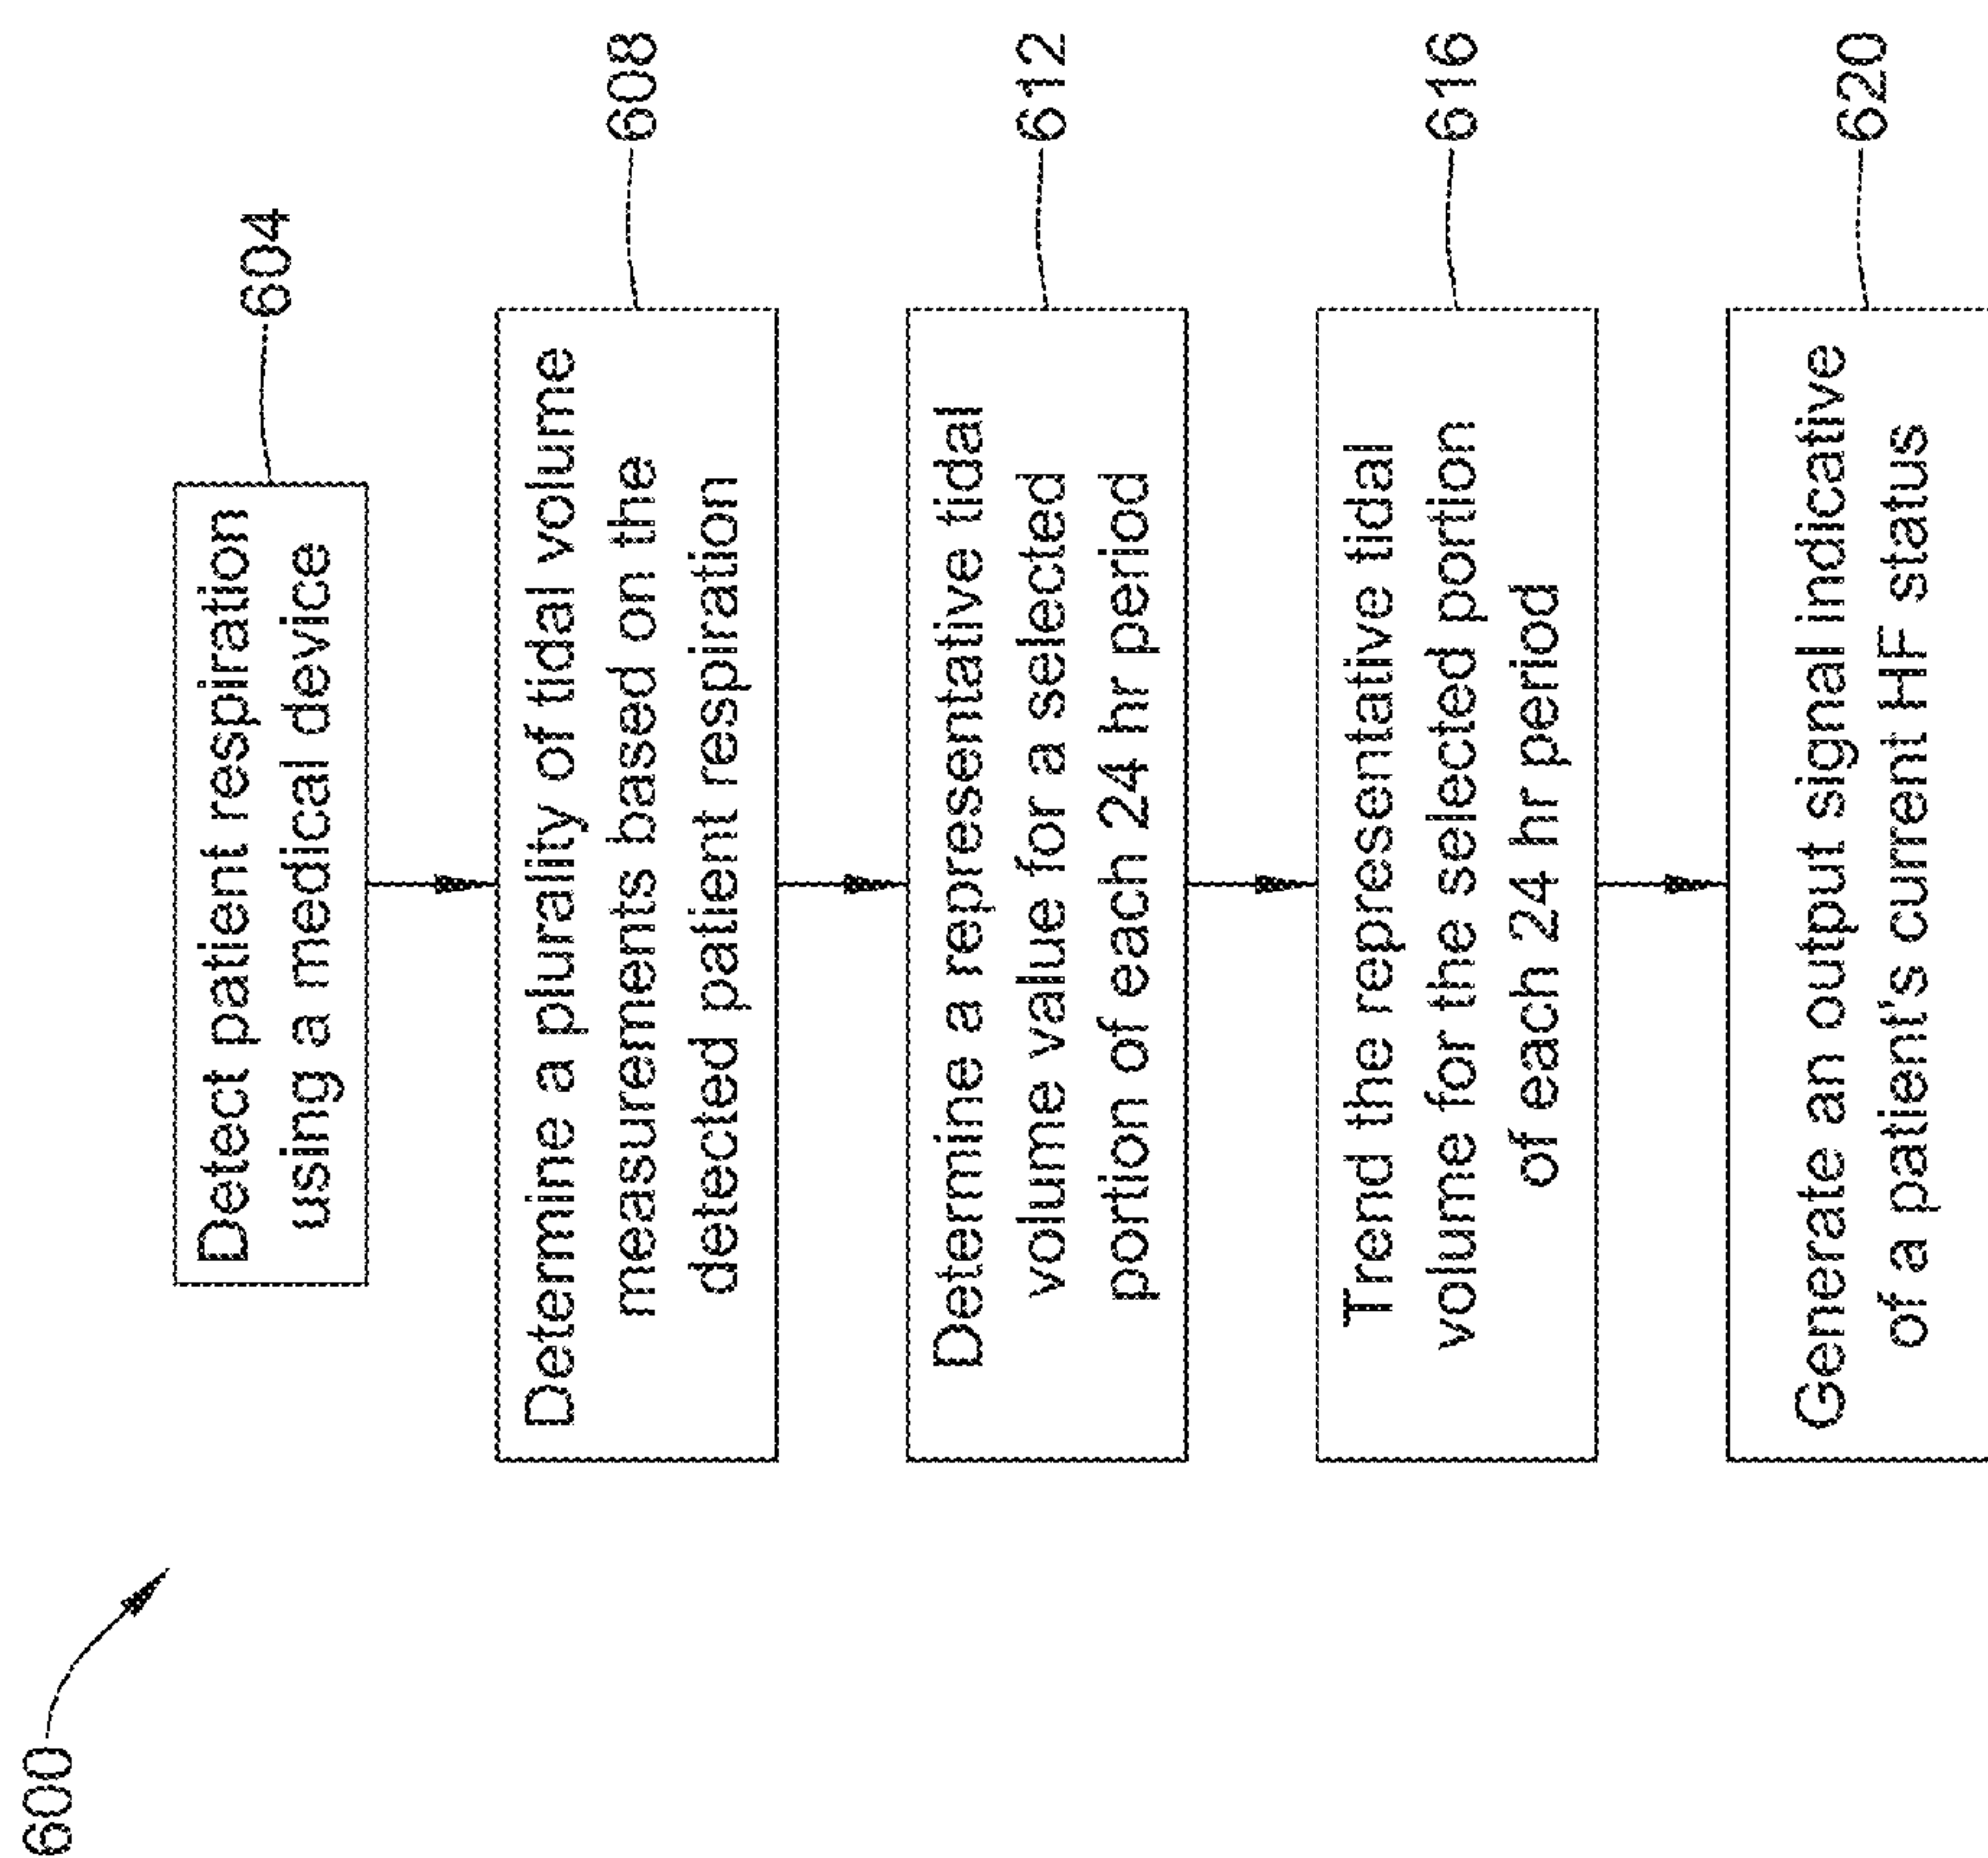 600
Detect patient respiration
using a medical device
604
Determine a plurality of tidal volume
measurements based on the
detected patient respiration
608
Determine a representative tidal
volume value for a selected
portion of each 24 hr period
612
Trend the representative tidal
volume for the selected portion
of each 24 hr period
616
Generate an output signal indicative
of a patient's current HF status
620